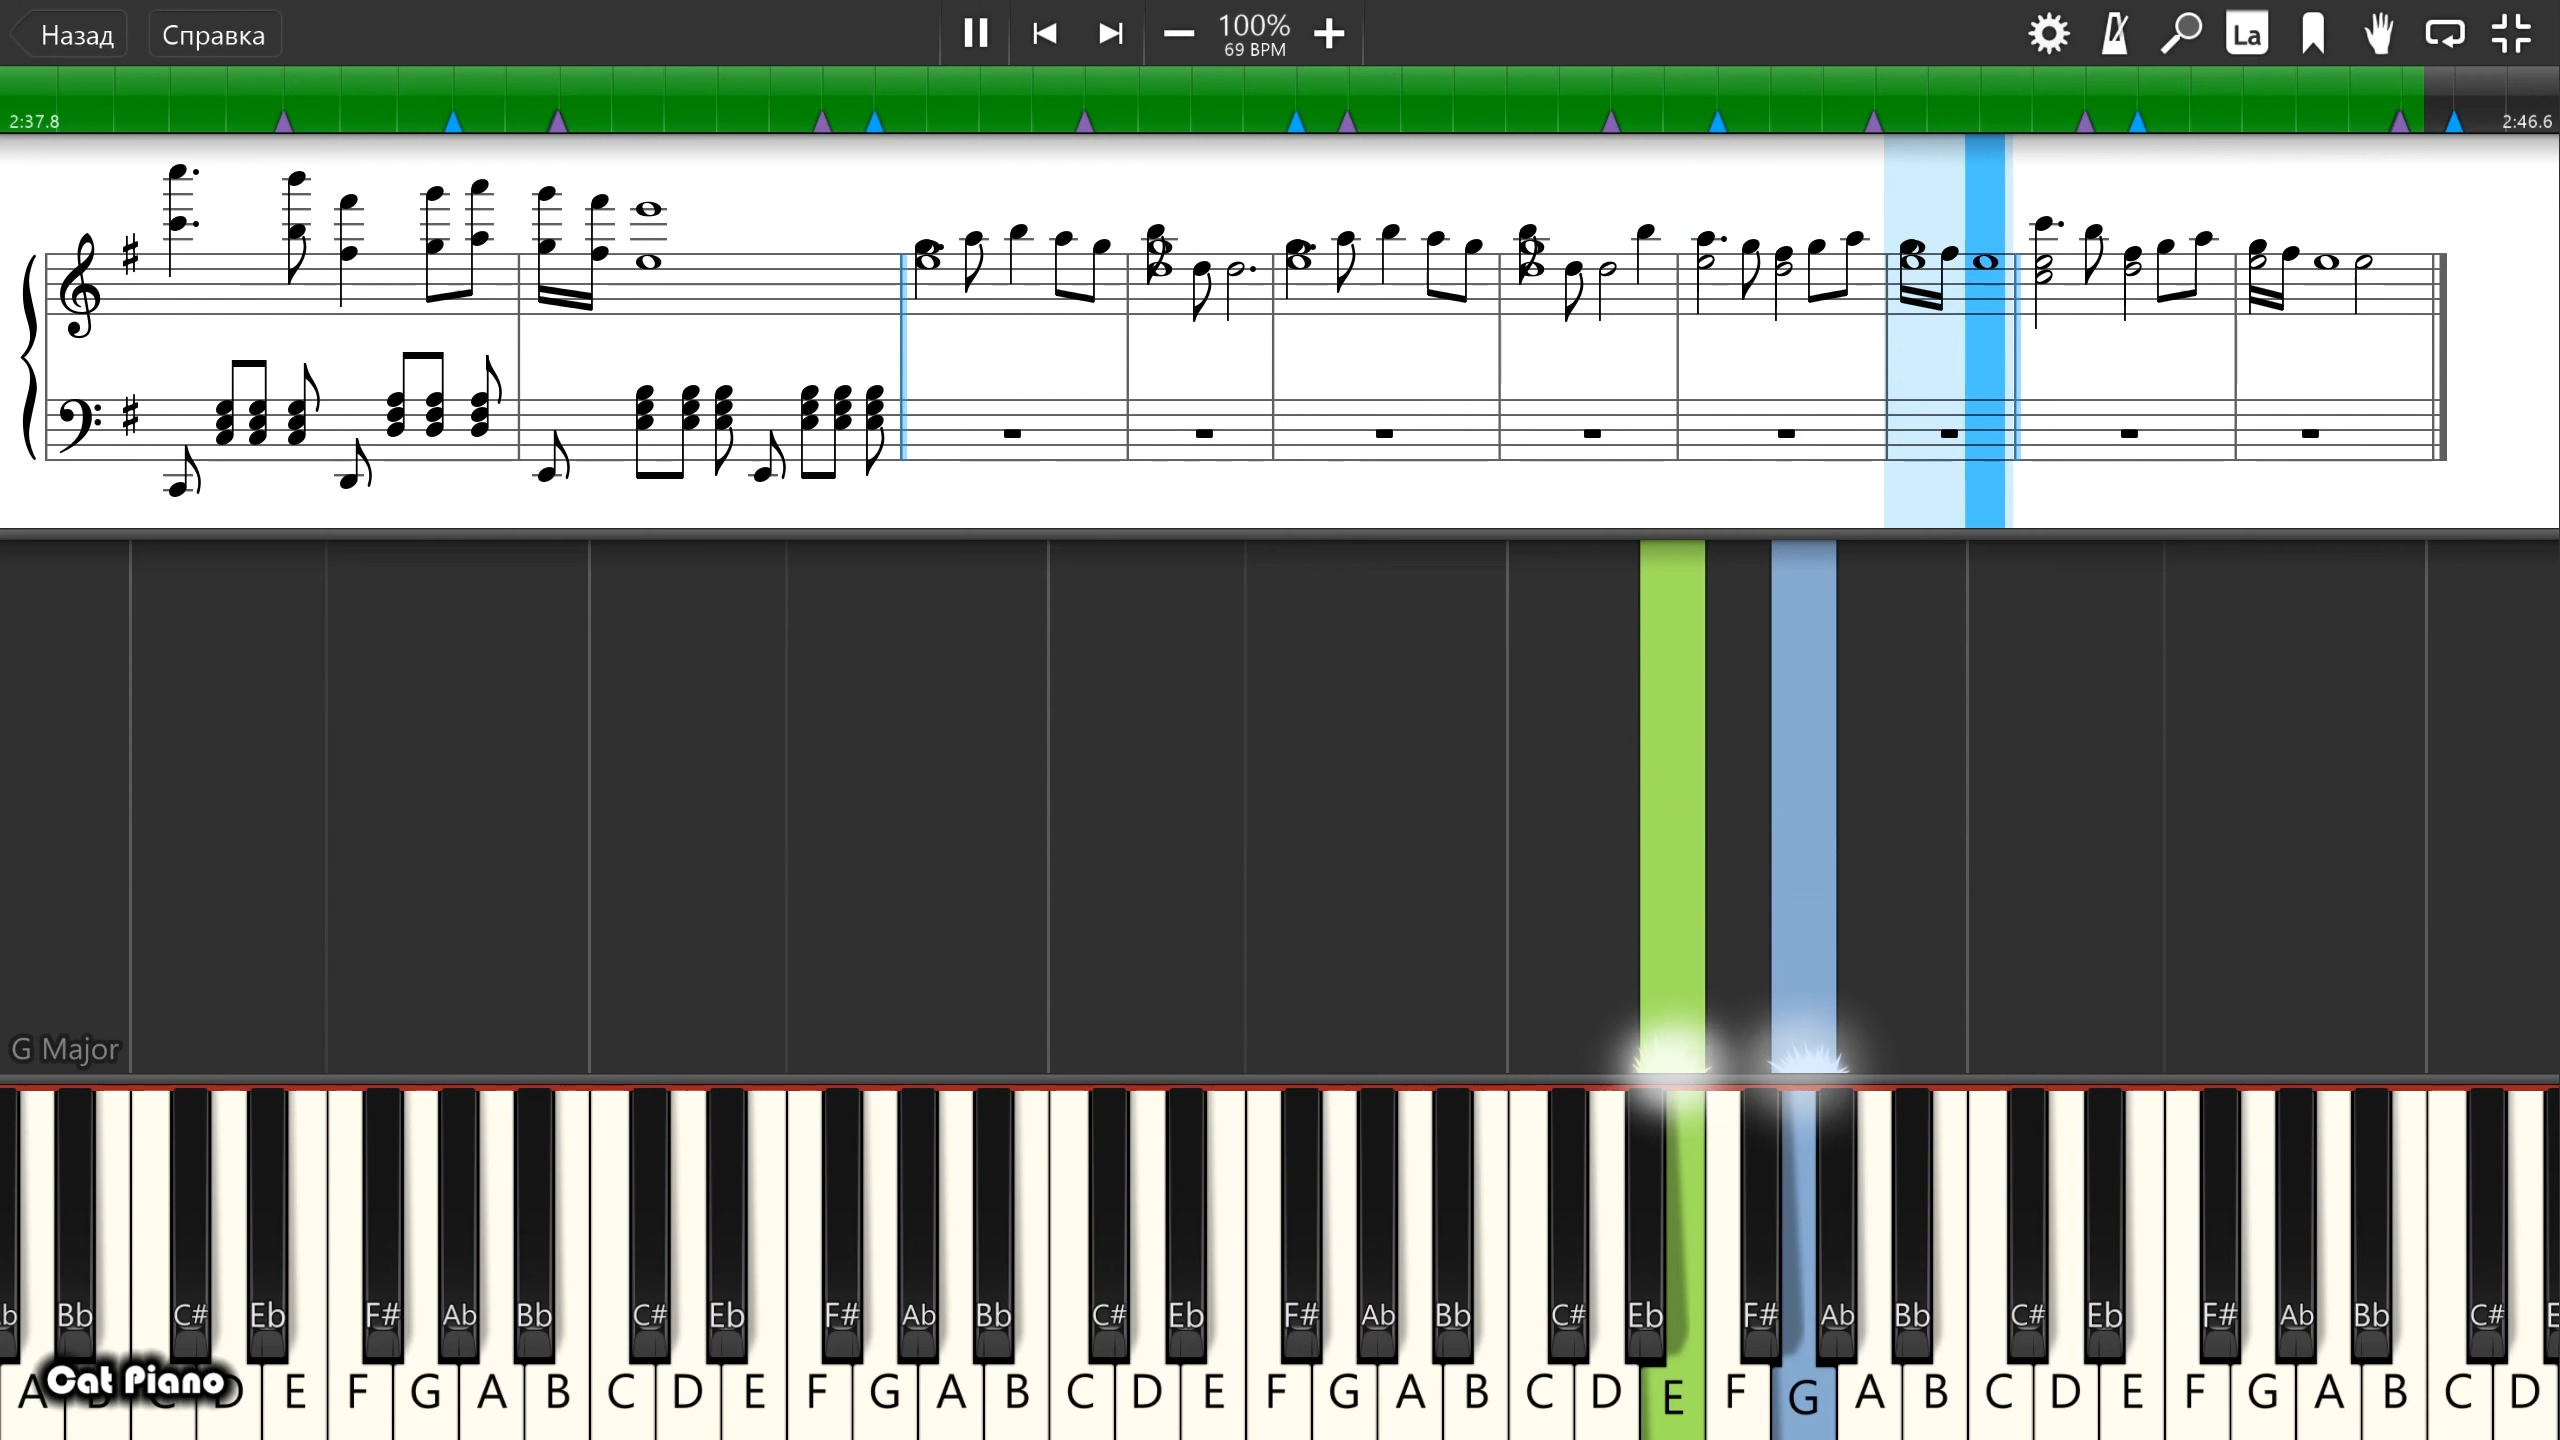 Назад Справка 100% La
69 BPM
2:37.8 2:46.6
G Major
b Bb C# Eb F# Ab Bb C# Eb F# Ab Bb C# Eb F# Ab Bb C# Eb F# Ab Bb C# Eb F# Ab Bb C# E
A B C D E F G A B C D E F G A B C D E F G A B C D E F G A B C D E F G A B C D
Cat Piano